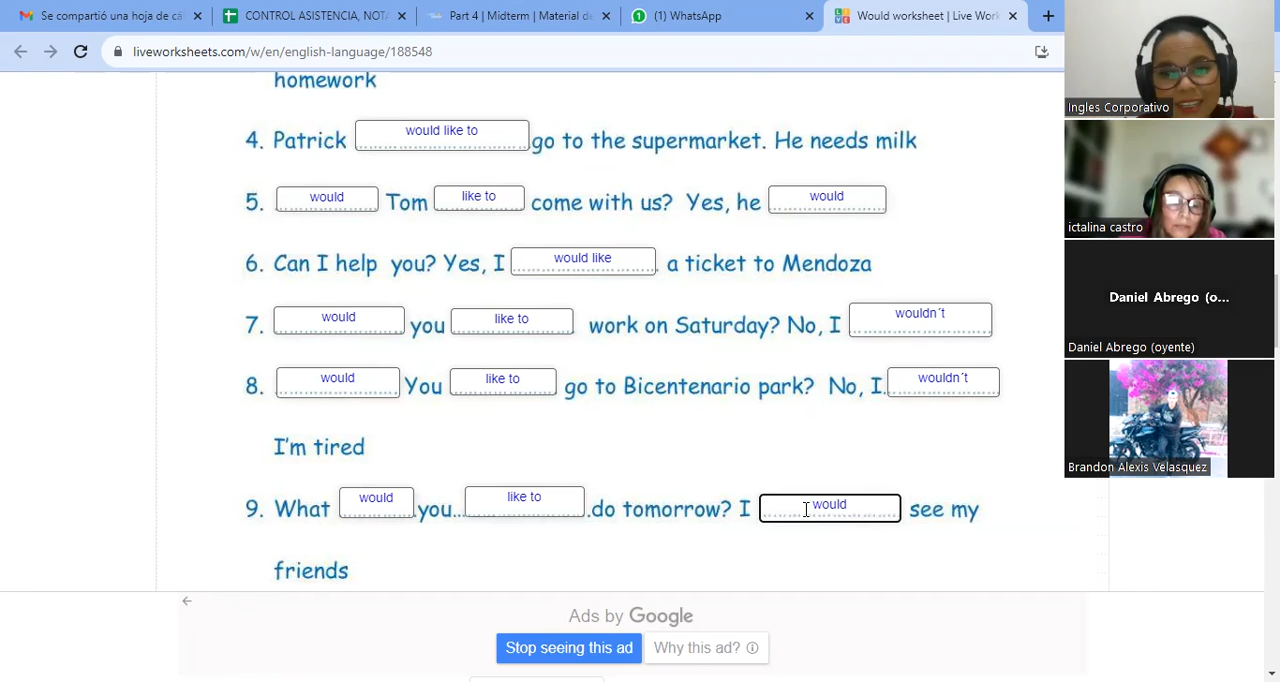 Se compartió una hoja de cá
CONTROL ASISTENCIA, NOTA
Part 4 | Midterm | Material de
(1) WhatsApp
Would worksheet | Live Work
liveworksheets.com/w/en/english-language/188548
homework
4. Patrick would like to go to the supermarket. He needs milk
5. would Tom like to come with us? Yes, he would
6. Can I help you? Yes, I would like a ticket to Mendoza
7. would you like to work on Saturday? No, I wouldn´t
8. would You like to go to Bicentenario park? No, I wouldn´t
I'm tired
9. What would you like to do tomorrow? I would see my
friends
Ads by Google
Stop seeing this ad
Why this ad?
Ingles Corporativo
ictalina castro
Daniel Abrego (o...
Daniel Abrego (oyente)
Brandon Alexis Velasquez